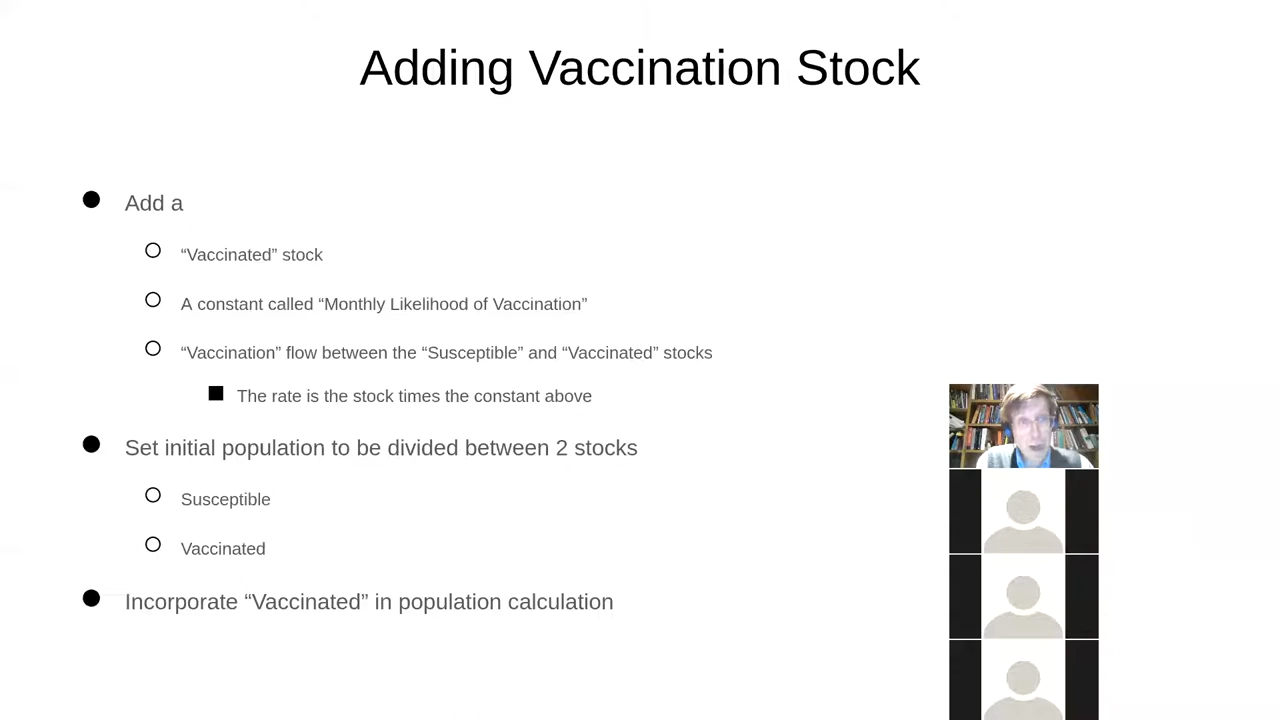 Adding Vaccination Stock
Add a
“Vaccinated” stock
A constant called “Monthly Likelihood of Vaccination”
“Vaccination” flow between the “Susceptible” and “Vaccinated” stocks
The rate is the stock times the constant above
Set initial population to be divided between 2 stocks
Susceptible
Vaccinated
Incorporate “Vaccinated” in population calculation